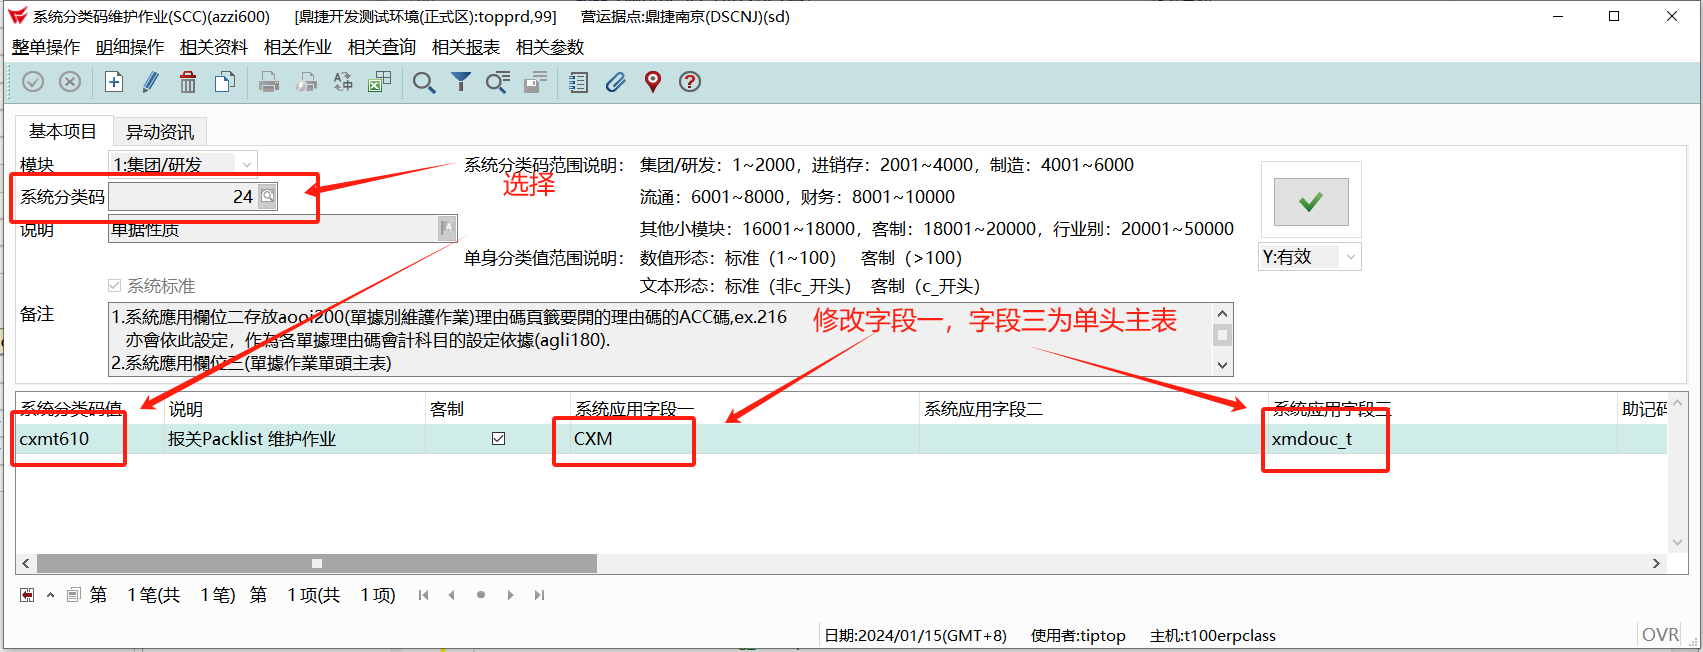 系统分类码维护作业(SCC)(azzi600) [鼎捷开发测试环境(正式区):topprd,99] 营运据点:鼎捷南京(DSCNJ)(sd)
整单操作 明细操作 相关资料 相关作业 相关查询 相关报表 相关参数
基本项目 异动资讯
模块 1:集团/研发 系统分类码范围说明： 集团/研发：1~2000，进销存：2001~4000，制造：4001~6000
选择
系统分类码 24 流通：6001~8000，财务：8001~10000
说明 单据性质 其他小模块：16001~18000，客制：18001~20000，行业别：20001~50000
单身分类值范围说明： 数值形态：标准（1~100） 客制（>100） Y:有效
系统标准 文本形态：标准（非c_开头） 客制（c_开头）
备注 1.系統應用欄位二存放aooi200(單據別維護作業)理由碼頁籤要開的理由碼的ACC碼,ex.216
亦會依此設定，作為各單據理由碼會計科目的設定依據(agli180).
2.系統應用欄位三(單據作業單頭主表)
修改字段一，字段三为单头主表
系统分类码值 说明 客制 系统应用字段一 系统应用字段二 系统应用字段三 助记码
cxmt610 报关Packlist 维护作业 CXM xmdouc_t
第 1笔(共 1笔) 第 1项(共 1项)
日期:2024/01/15(GMT+8) 使用者:tiptop 主机:t100erpclass OVR